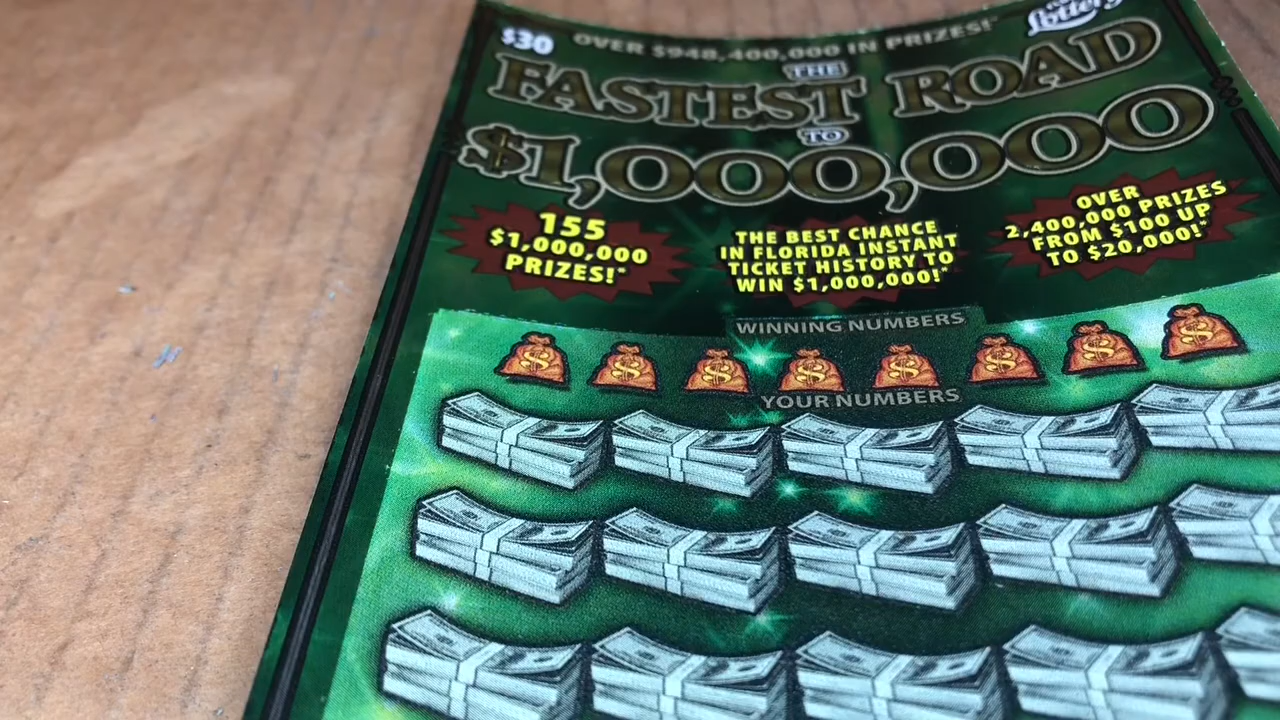 $30
OVER $948,400,000 IN PRIZES!*
Lottery
THE
FASTEST ROAD
TO
$1,000,000
155
$1,000,000
PRIZES!*
THE BEST CHANCE
IN FLORIDA INSTANT
TICKET HISTORY TO
WIN $1,000,000!*
OVER
2,400,000 PRIZES
FROM $100 UP
TO $20,000!*
WINNING NUMBERS
YOUR NUMBERS